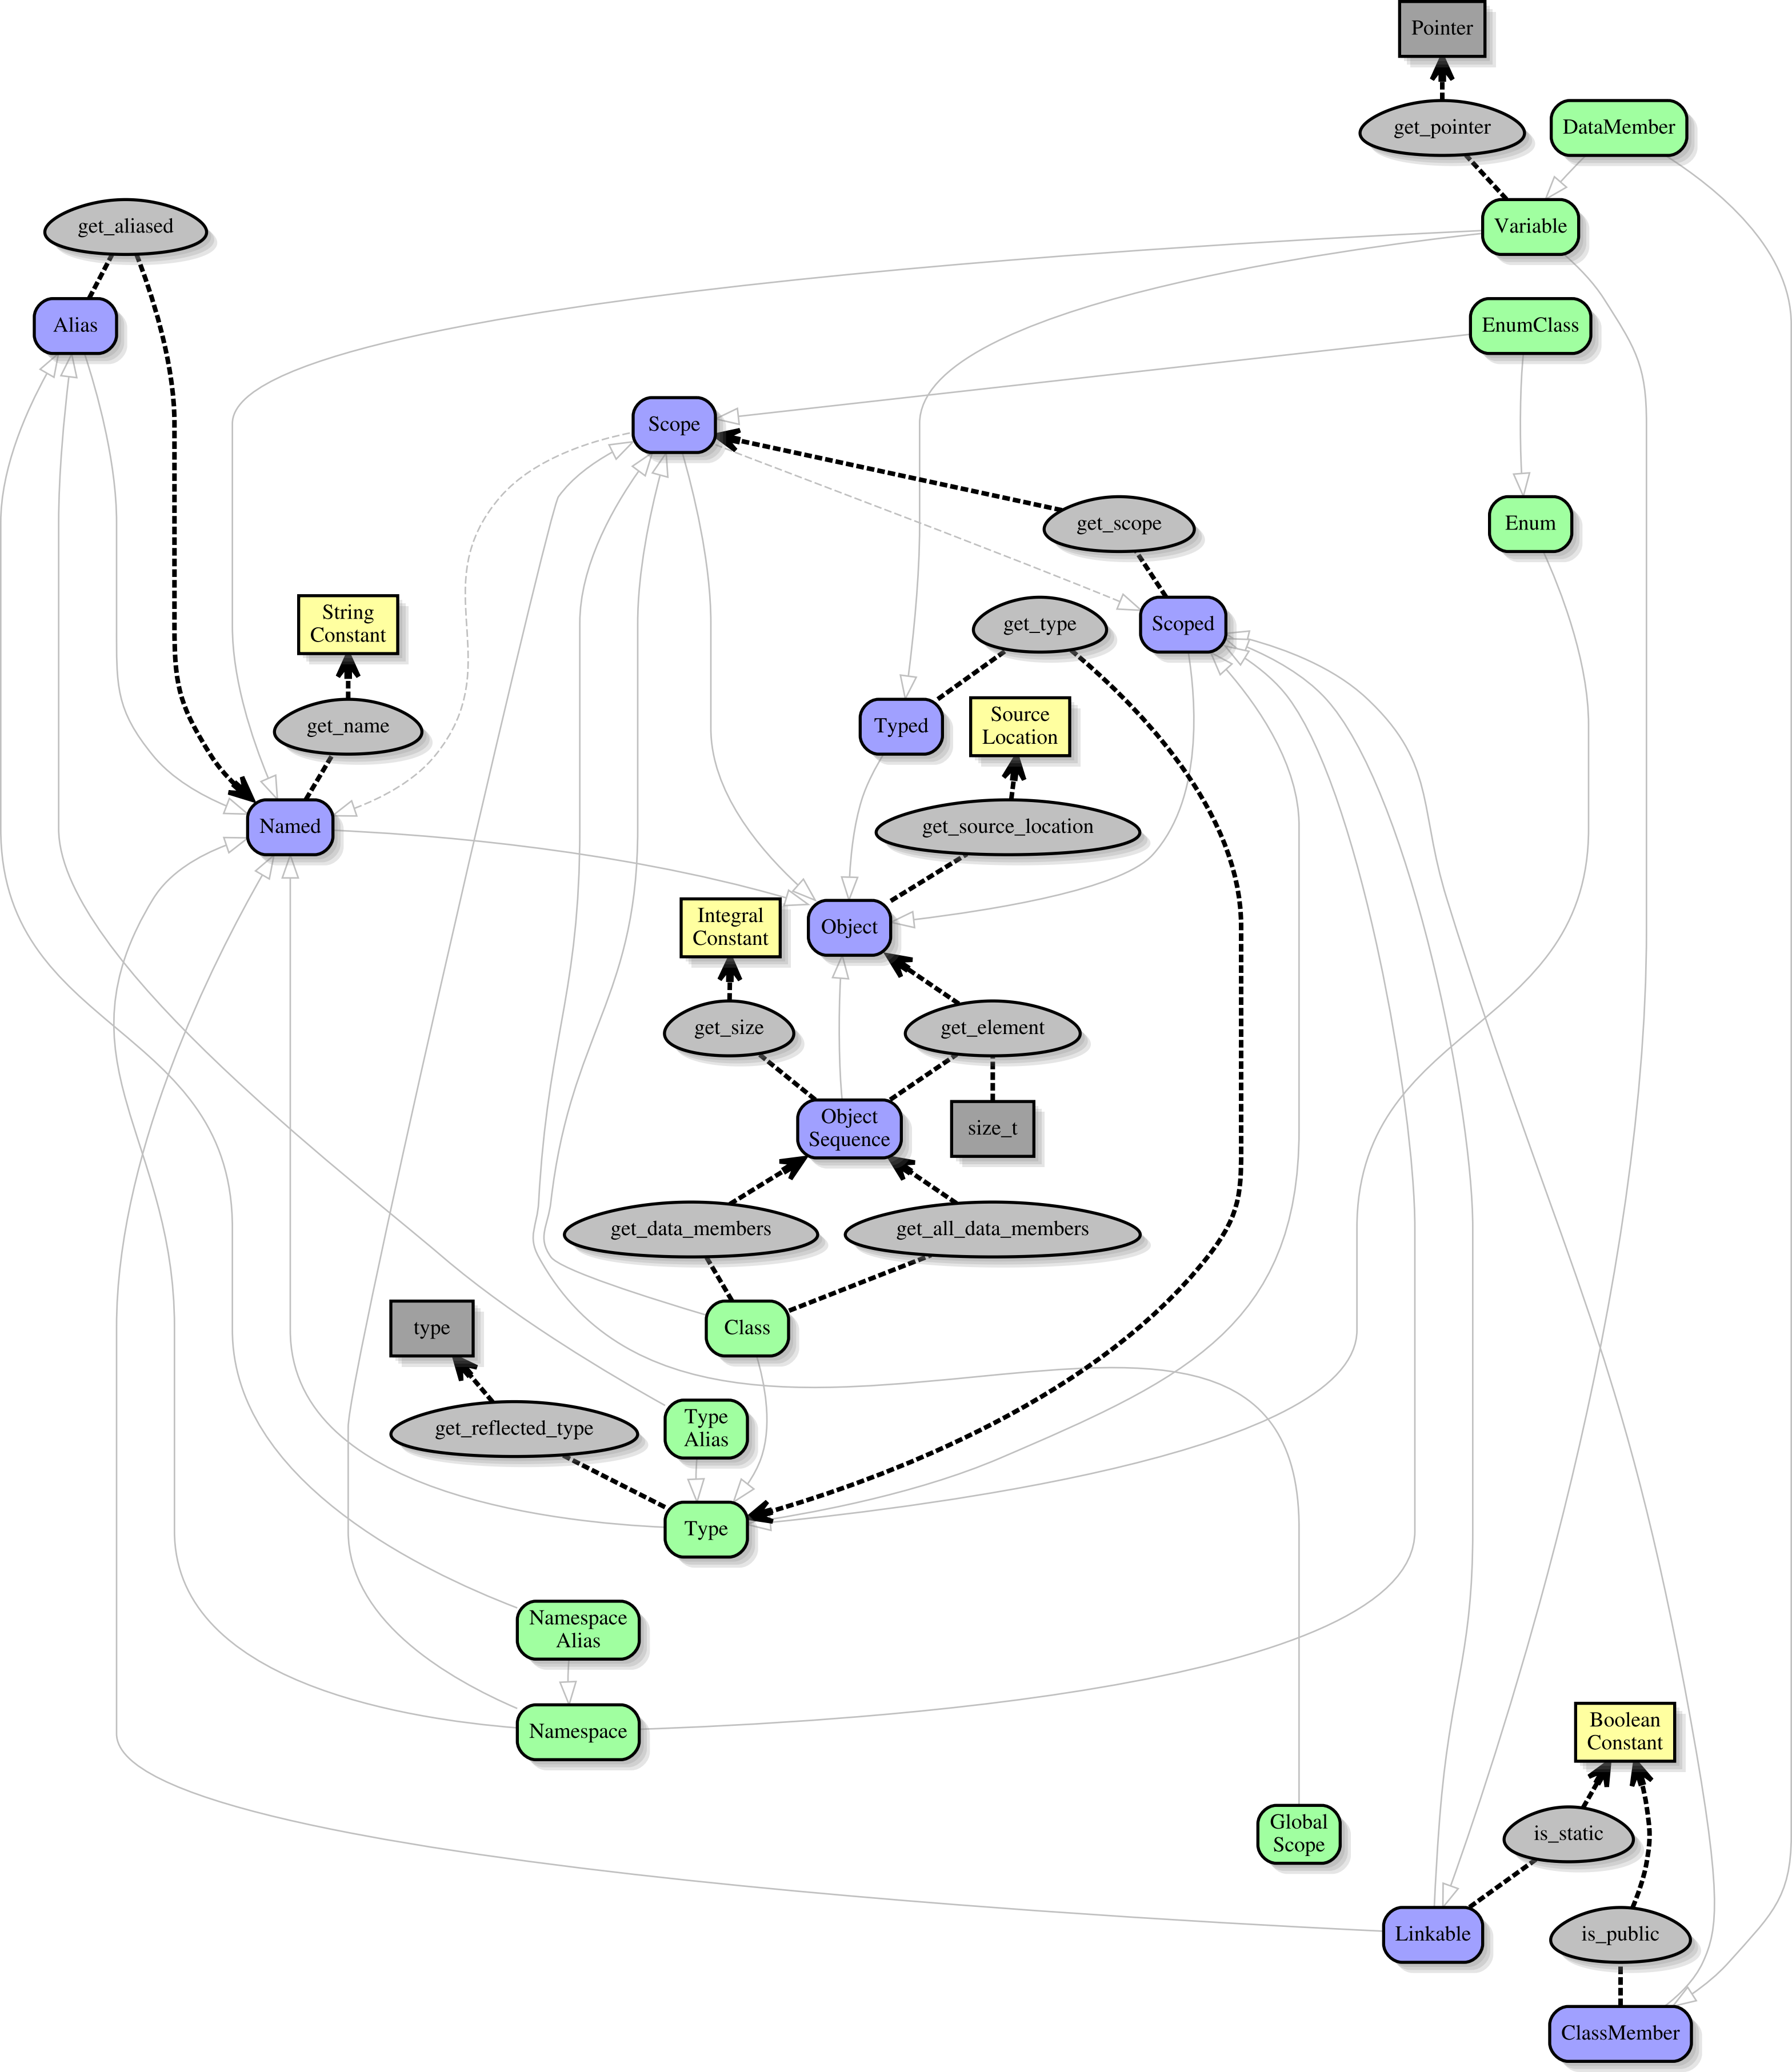 Pointer
get_pointer
DataMember
get_aliased
Variable
Alias
EnumClass
Scope
get_scope
Enum
String
Constant
get_type
Scoped
get_name
Typed
Source
Location
Named
get_source_location
Integral
Constant
Object
get_size
get_element
Object
Sequence
size_t
get_data_members
get_all_data_members
type
Class
get_reflected_type
Type
Alias
Type
Namespace
Alias
Namespace
Boolean
Constant
Global
Scope
is_static
Linkable
is_public
ClassMember